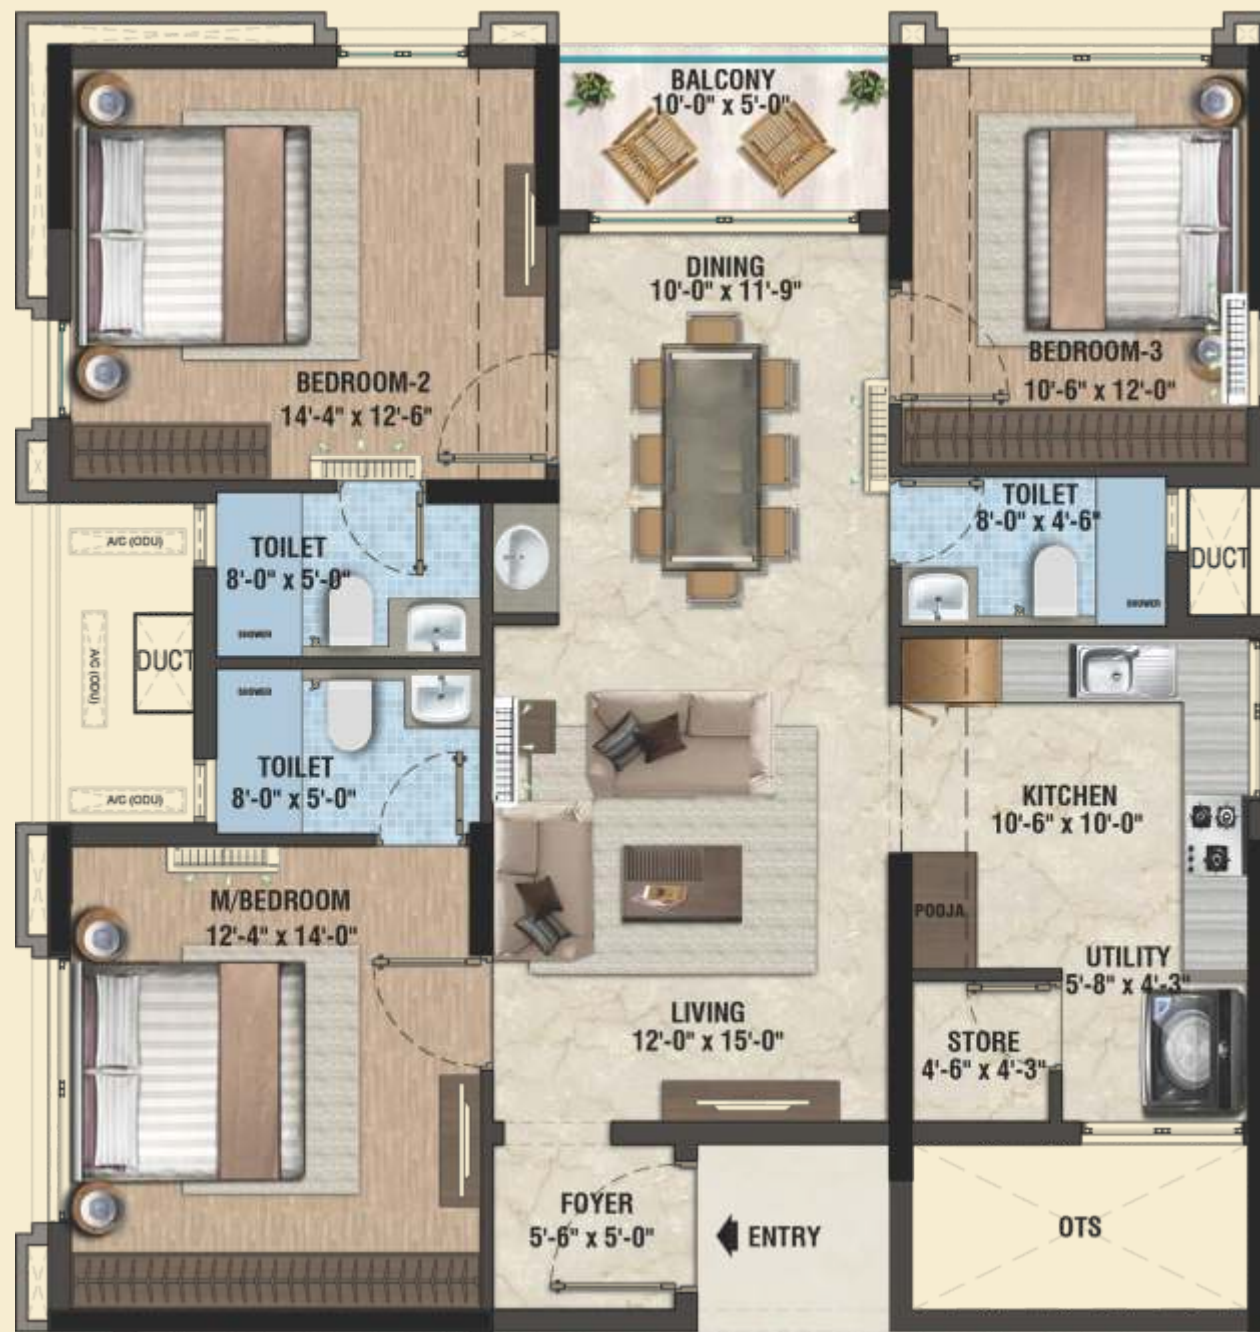 BALCONY
10'-0" x 5'-0"
DINING
10'-0" x 11'-9"
BEDROOM-2
14'-4" x 12'-6"
BEDROOM-3
10'-6" x 12'-0"
A/C (ODU)
TOILET
8'-0" x 5'-0"
SHOWER
TOILET
8'-0" x 4'-6"
SHOWER
DUCT
A/C (ODU)
DUCT
SHOWER
TOILET
8'-0" x 5'-0"
A/C (ODU)
KITCHEN
10'-6" x 10'-0"
M/BEDROOM
12'-4" x 14'-0"
POOJA
UTILITY
5'-8" x 4'-3"
LIVING
12'-0" x 15'-0"
STORE
4'-6" x 4'-3"
FOYER
5'-6" x 5'-0"
ENTRY
OTS